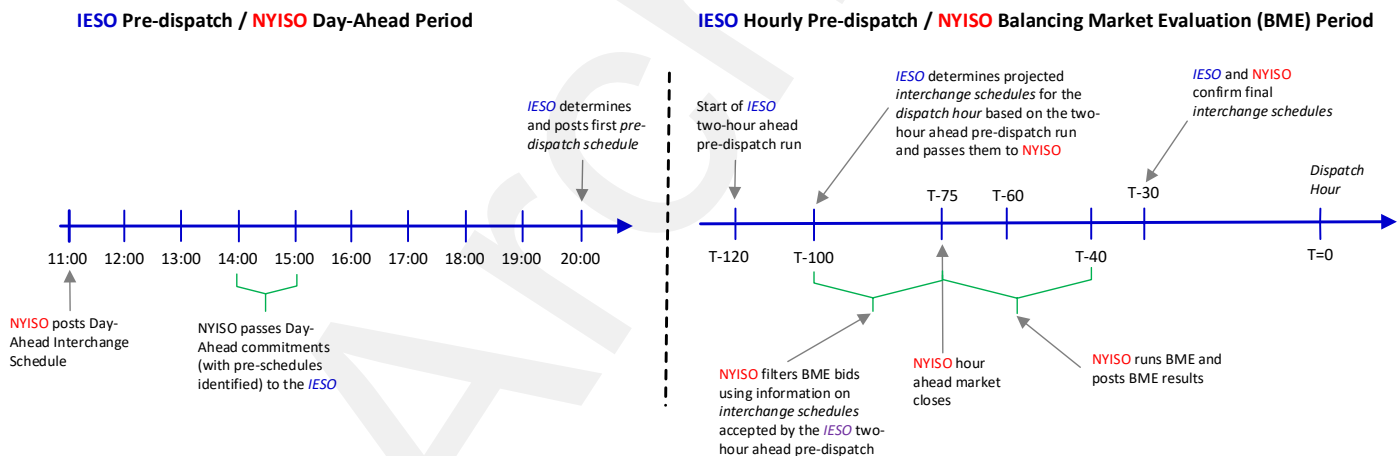 IESO Pre-dispatch / NYISO Day-Ahead Period
IESO determines
and posts first pre-
dispatch schedule
11:00
12:00
13:00
14:00
15:00
16:00
17:00
18:00
19:00
20:00
NYISO posts Day-
Ahead Interchange
Schedule
NYISO passes Day-
Ahead commitments
(with pre-schedules
identified) to the IESO
IESO Hourly Pre-dispatch / NYISO Balancing Market Evaluation (BME) Period
Start of IESO
two-hour ahead
pre-dispatch run
IESO determines projected
interchange schedules for the
dispatch hour based on the two-
hour ahead pre-dispatch run
and passes them to NYISO
IESO and NYISO
confirm final
interchange schedules
Dispatch
Hour
T-75
T-60
T-30
T-120
T-100
T-40
T=0
NYISO filters BME bids
using information on
interchange schedules
accepted by the IESO two-
hour ahead pre-dispatch
NYISO hour
ahead market
closes
NYISO runs BME and
posts BME results